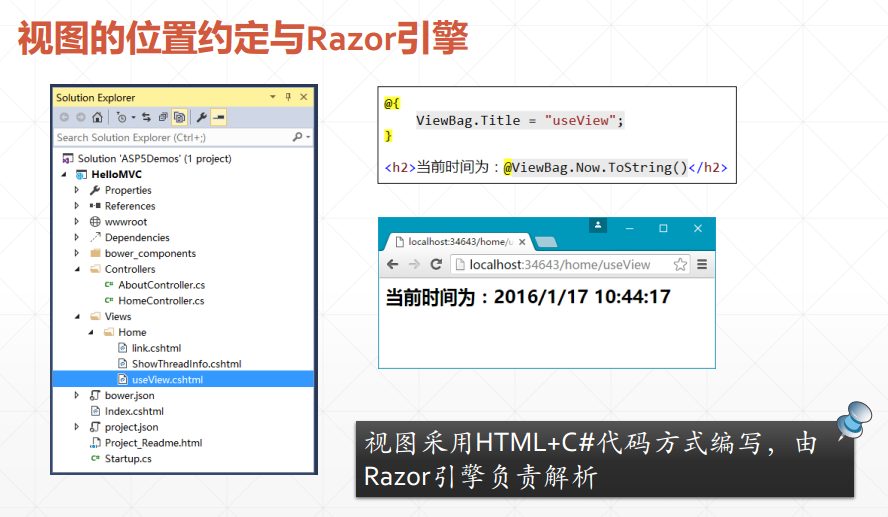 视图的位置约定与Razor引擎
Solution Explorer
Search Solution Explorer (Ctrl+;)
Solution 'ASP5Demos' (1 project)
HelloMVC
Properties
References
wwwroot
Dependencies
bower_components
Controllers
AboutController.cs
HomeController.cs
Views
Home
link.cshtml
ShowThreadInfo.cshtml
useView.cshtml
bower.json
Index.cshtml
project.json
Project_Readme.html
Startup.cs
@{
ViewBag.Title = "useView";
}
<h2>当前时间为：@ViewBag.Now.ToString()</h2>
localhost:34643/home/u
localhost:34643/home/useView
当前时间为：2016/1/17 10:44:17
视图采用HTML+C#代码方式编写，由
Razor引擎负责解析